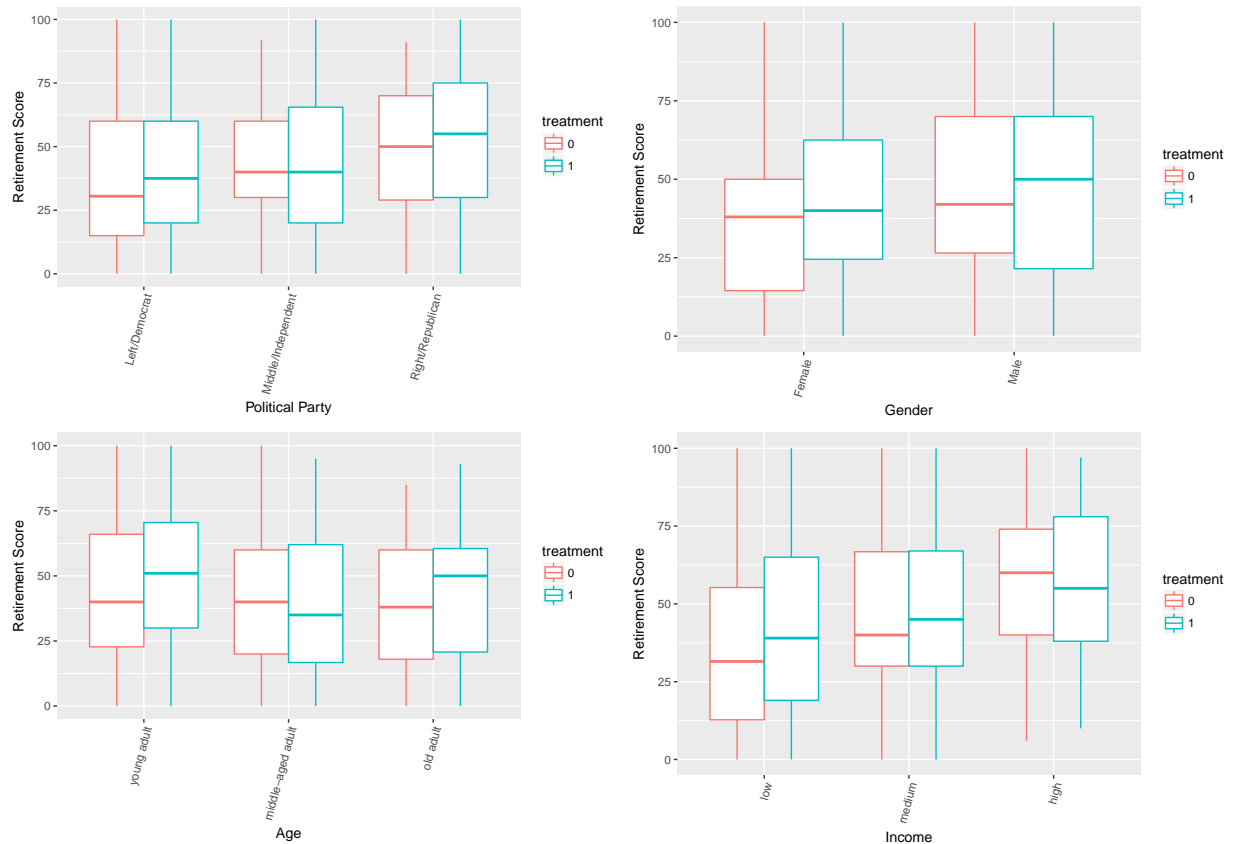 100
75
50
25
0
Retirement Score
Left/Democrat
Middle/Independent
Right/Republican
Political Party
treatment
0
1
100
75
50
25
0
Retirement Score
Female
Male
Gender
treatment
0
1
100
75
50
25
0
Retirement Score
young adult
middle−aged adult
old adult
Age
treatment
0
1
100
75
50
25
0
Retirement Score
low
medium
high
Income
treatment
0
1